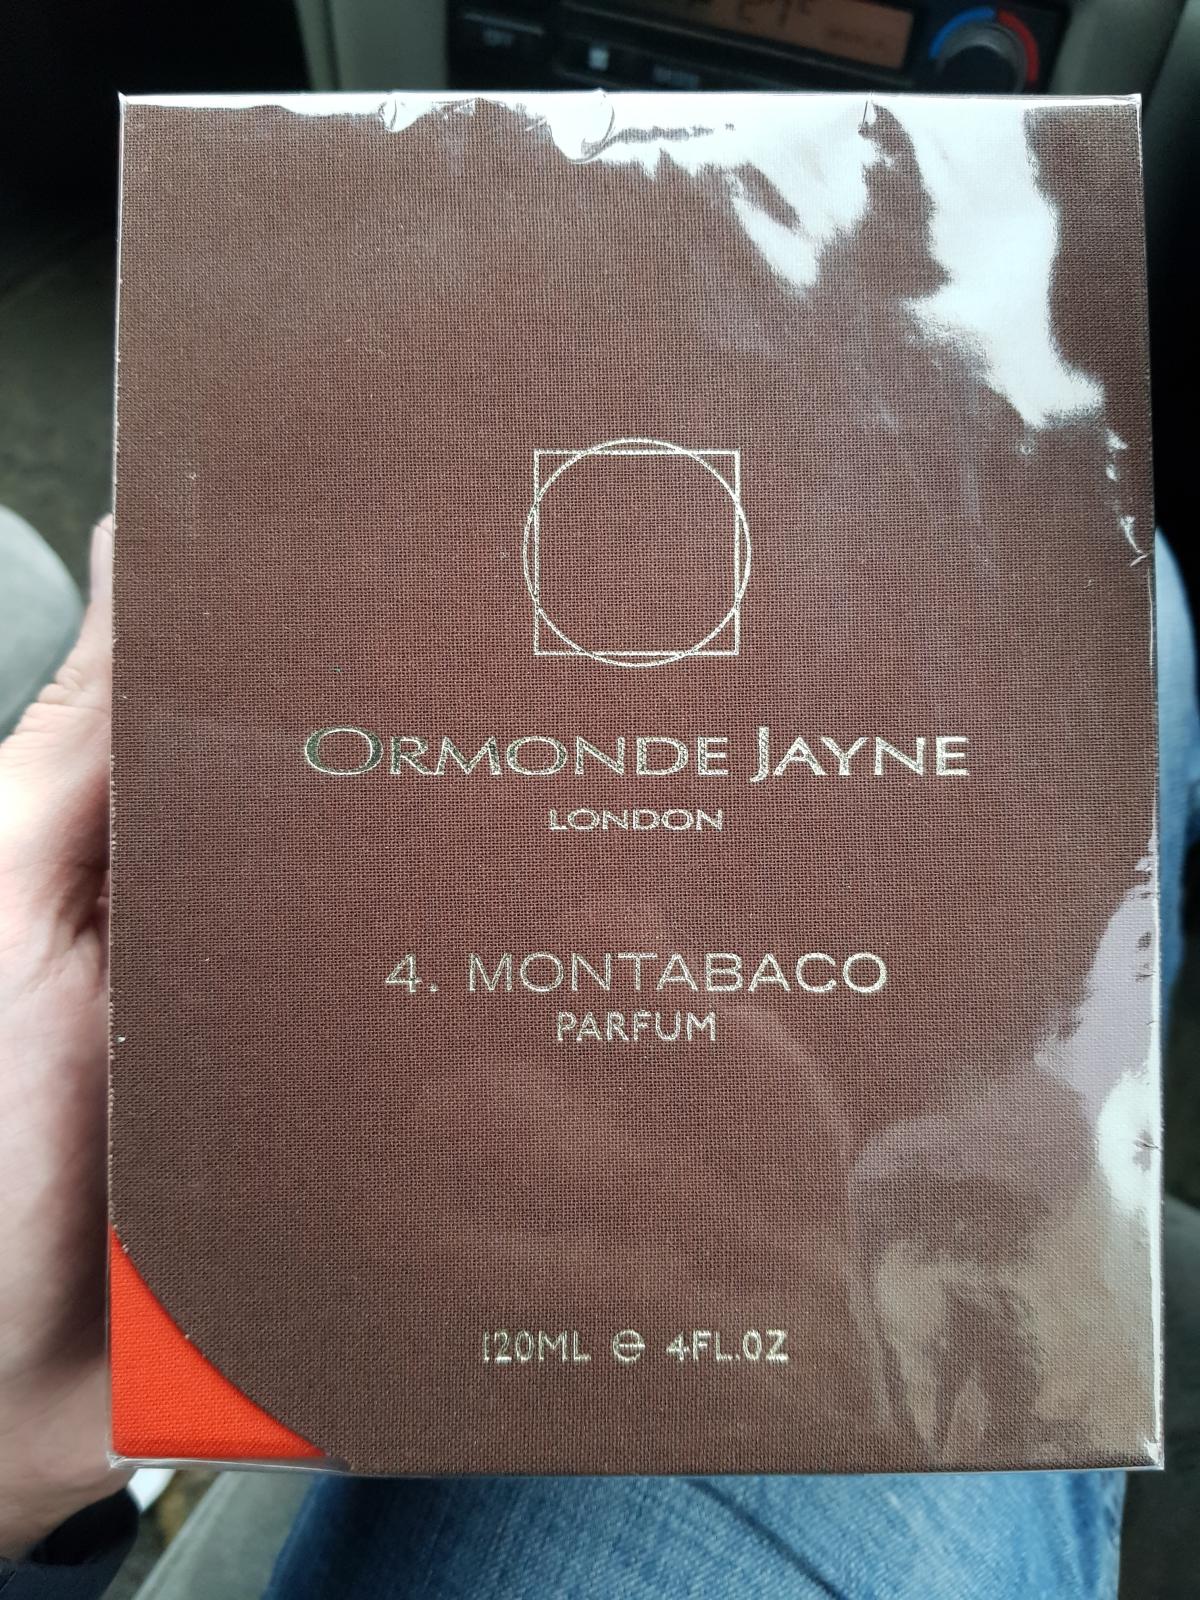 ORMONDE JAYNE
LONDON
4. MONTABACO
PARFUM
120ML ⊖ 4FL.OZ